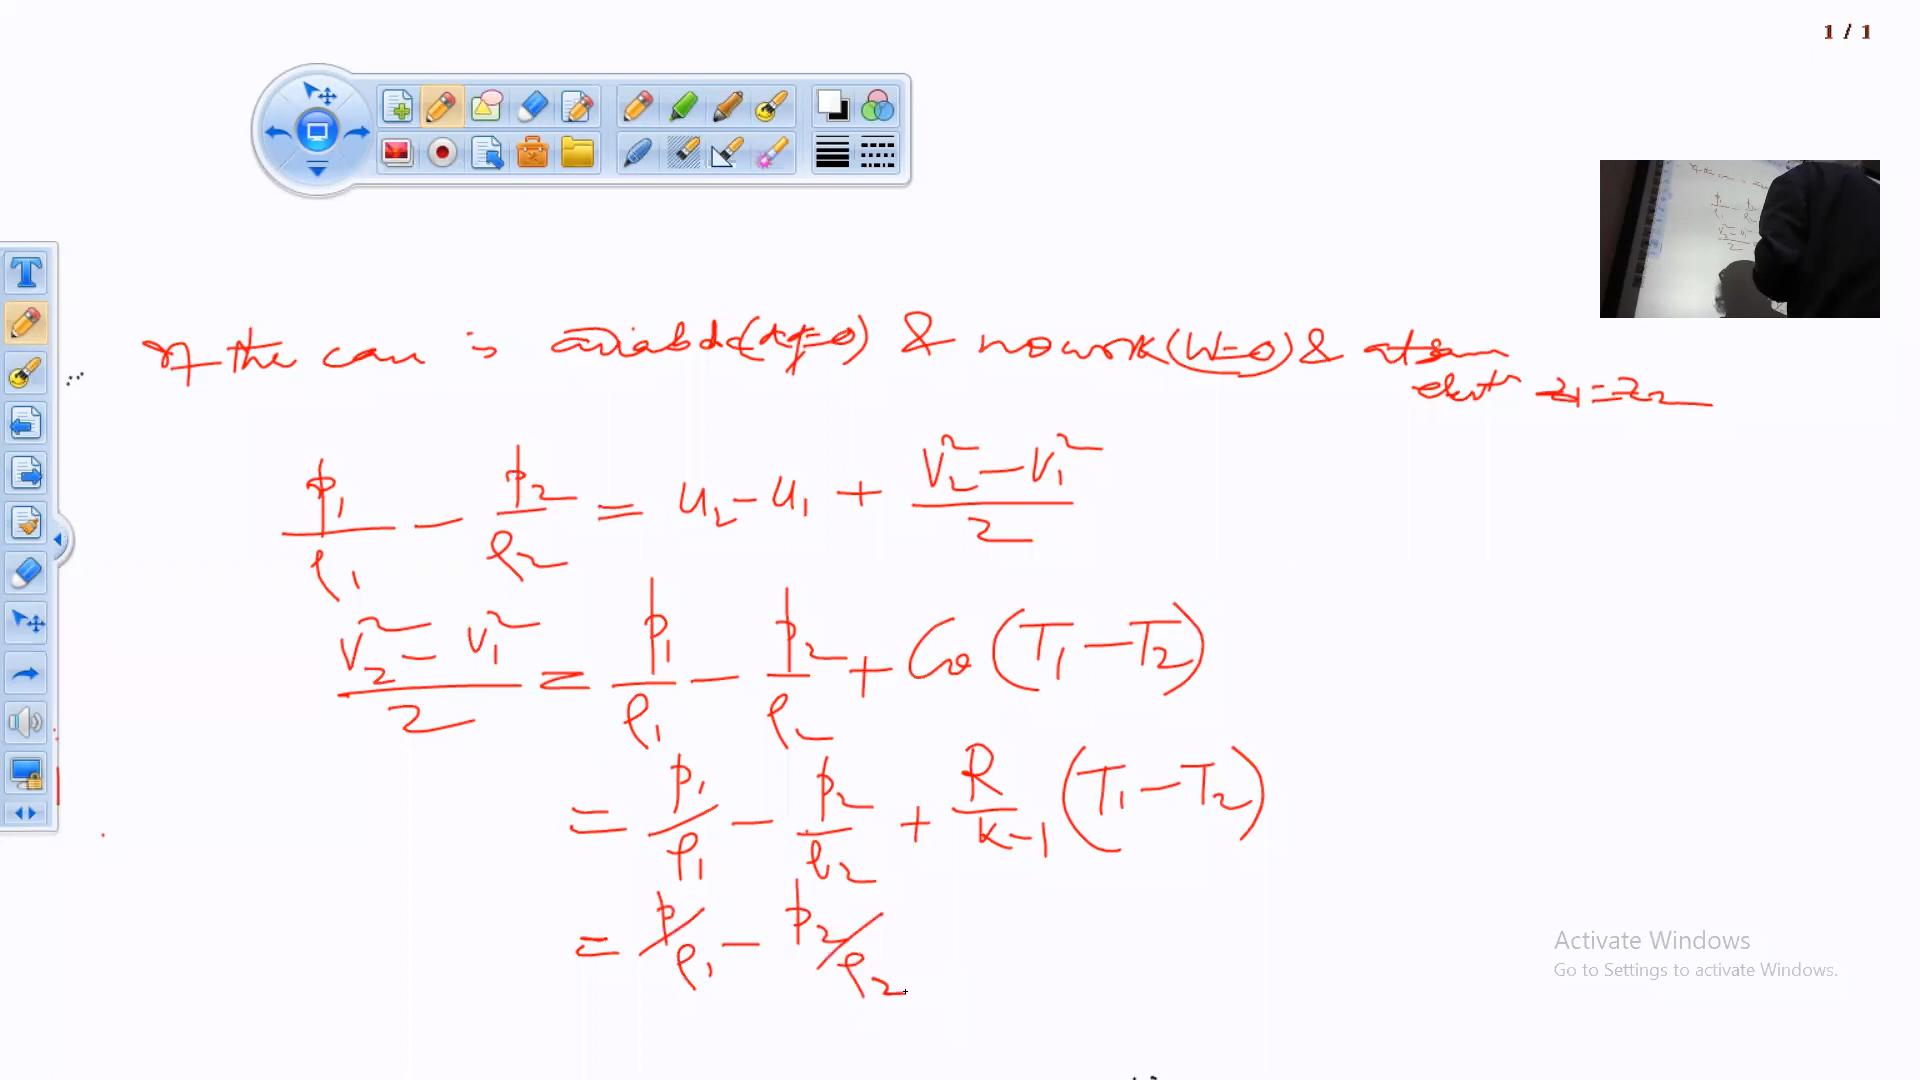 1 / 1
If the case is adiabatic (dq=0) & no work (W=0) & at same
elevn z₁ = z₂
p₁/ρ₁ − p₂/ρ₂ = u₂ − u₁ + (V₂² − V₁²)/2
(V₂² − V₁²)/2 = p₁/ρ₁ − p₂/ρ₂ + Cv (T₁ − T₂)
= p₁/ρ₁ − p₂/ρ₂ + R/(k−1) (T₁ − T₂)
= p/ρ₁ − p₂/ρ₂
Activate Windows
Go to Settings to activate Windows.